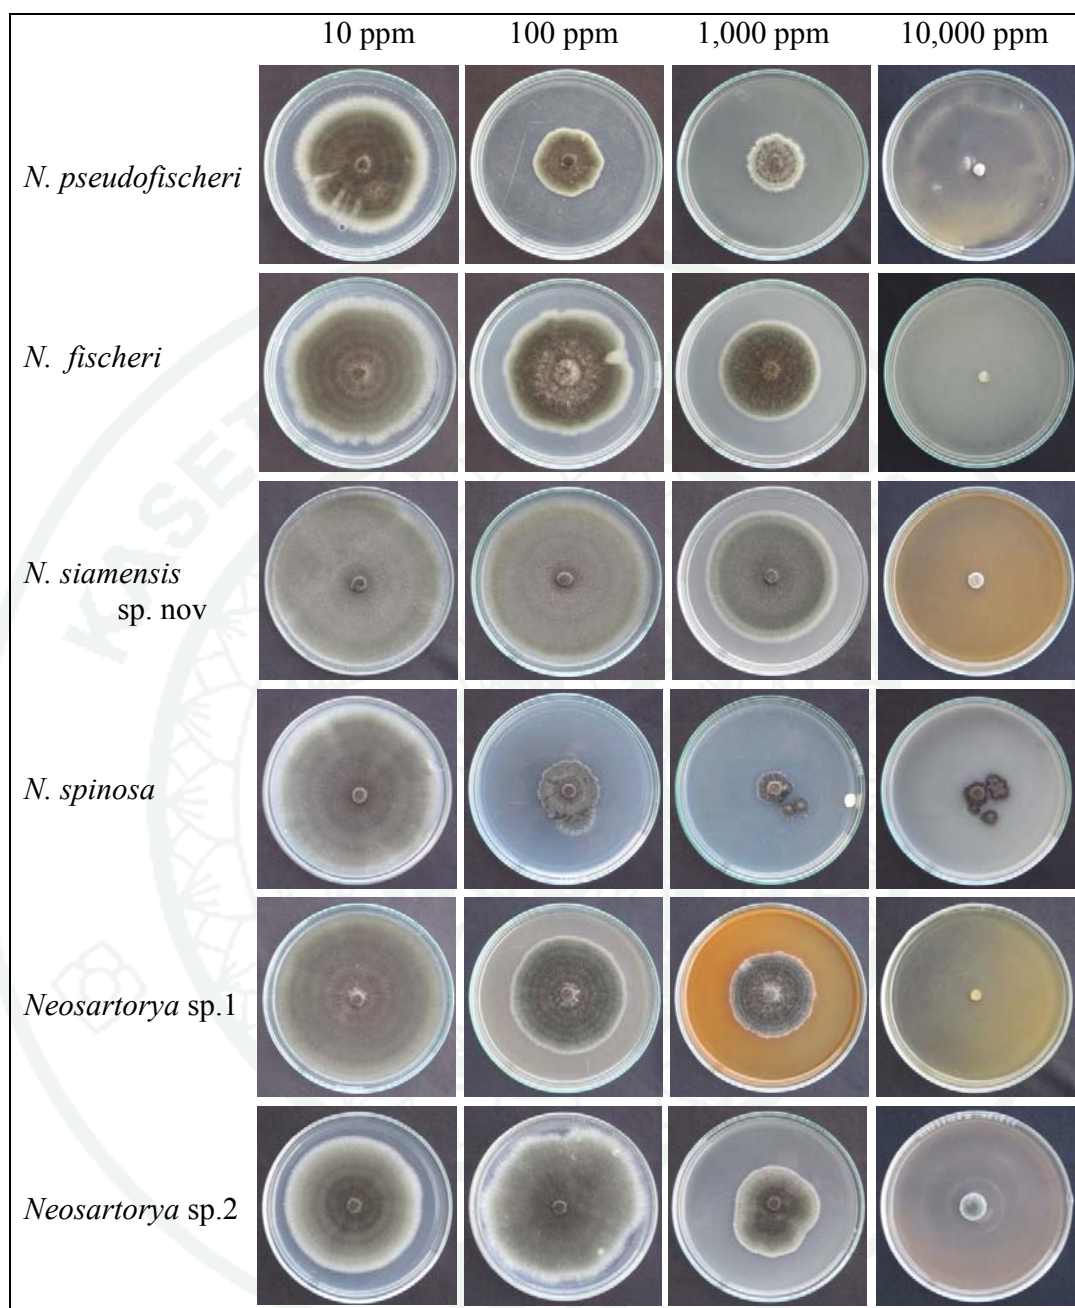 10 ppm 100 ppm 1,000 ppm 10,000 ppm
N. pseudofischeri
N. fischeri
N. siamensis
sp. nov
N. spinosa
Neosartorya sp.1
Neosartorya sp.2
KASET